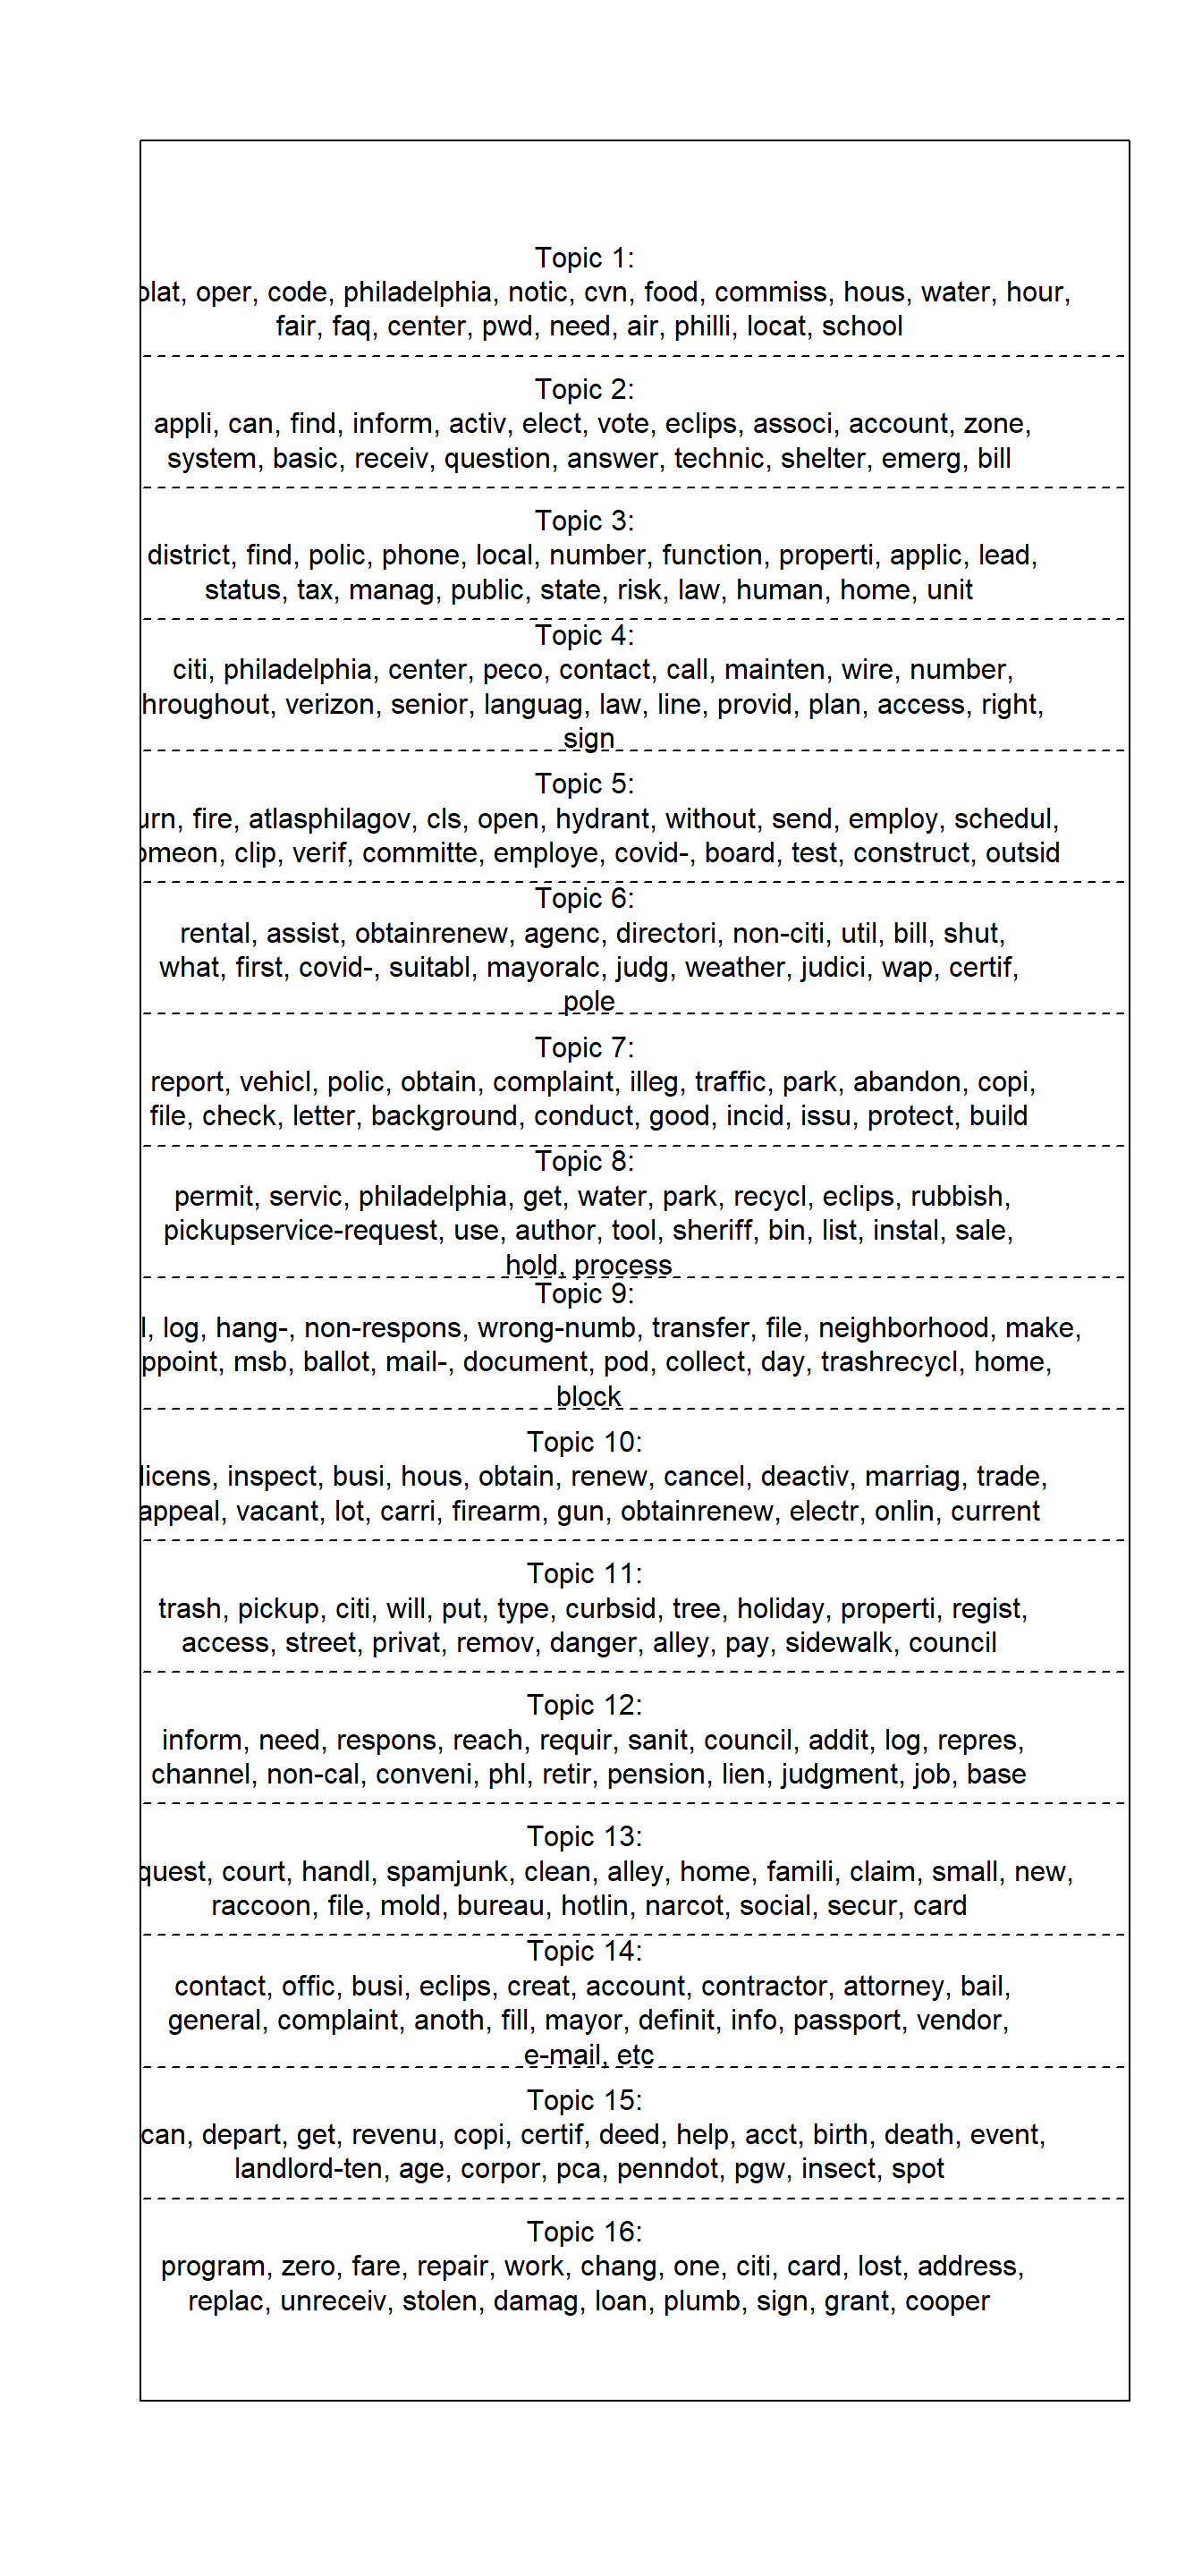 Topic 1:
oper, code, philadelphia, notic, cvn, food, commiss, hous, water, hour,
fair, faq, center, pwd, need, air, philli, locat, school
Topic 2:
appli, can, find, inform, activ, elect, vote, eclips, associ, account, zone,
system, basic, receiv, question, answer, technic, shelter, emerg, bill
Topic 3:
district, find, polic, phone, local, number, function, properti, applic, lead,
status, tax, manag, public, state, risk, law, human, home, unit
Topic 4:
citi, philadelphia, center, peco, contact, call, mainten, wire, number,
hroughout, verizon, senior, languag, law, line, provid, plan, access, right,
sign
Topic 5:
urn, fire, atlasphilagov, cls, open, hydrant, without, send, employ, schedul,
omeon, clip, verif, committe, employe, covid-, board, test, construct, outsid
Topic 6:
rental, assist, obtainrenew, agenc, directori, non-citi, util, bill, shut,
what, first, covid-, suitabl, mayoralc, judg, weather, judici, wap, certif,
pole
Topic 7:
report, vehicl, polic, obtain, complaint, illeg, traffic, park, abandon, copi,
file, check, letter, background, conduct, good, incid, issu, protect, build
Topic 8:
permit, servic, philadelphia, get, water, park, recycl, eclips, rubbish,
pickupservice-request, use, author, tool, sheriff, bin, list, instal, sale,
hold, process
Topic 9:
l, log, hang-, non-respons, wrong-numb, transfer, file, neighborhood, make,
ppoint, msb, ballot, mail-, document, pod, collect, day, trashrecycl, home,
block
Topic 10:
licens, inspect, busi, hous, obtain, renew, cancel, deactiv, marriag, trade,
appeal, vacant, lot, carri, firearm, gun, obtainrenew, electr, onlin, current
Topic 11:
trash, pickup, citi, will, put, type, curbsid, tree, holiday, properti, regist,
access, street, privat, remov, danger, alley, pay, sidewalk, council
Topic 12:
inform, need, respons, reach, requir, sanit, council, addit, log, repres,
channel, non-cal, conveni, phl, retir, pension, lien, judgment, job, base
Topic 13:
quest, court, handl, spamjunk, clean, alley, home, famili, claim, small, new,
raccoon, file, mold, bureau, hotlin, narcot, social, secur, card
Topic 14:
contact, offic, busi, eclips, creat, account, contractor, attorney, bail,
general, complaint, anoth, fill, mayor, definit, info, passport, vendor,
e-mail, etc
Topic 15:
can, depart, get, revenu, copi, certif, deed, help, acct, birth, death, event,
landlord-ten, age, corpor, pca, penndot, pgw, insect, spot
Topic 16:
program, zero, fare, repair, work, chang, one, citi, card, lost, address,
replac, unreceiv, stolen, damag, loan, plumb, sign, grant, cooper